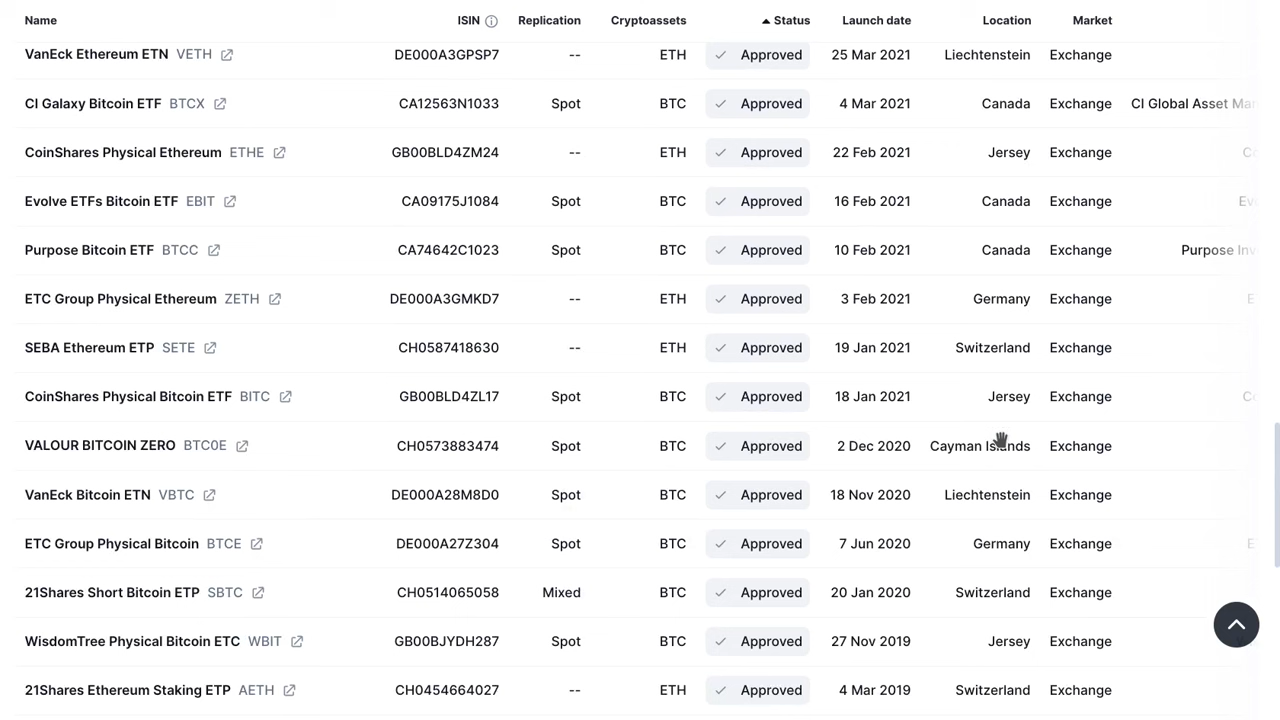 Name ISIN Replication Cryptoassets Status Launch date Location Market
VanEck Ethereum ETN VETH DE000A3GPSP7 -- ETH Approved 25 Mar 2021 Liechtenstein Exchange
CI Galaxy Bitcoin ETF BTCX CA12563N1033 Spot BTC Approved 4 Mar 2021 Canada Exchange CI Global Asset Man
CoinShares Physical Ethereum ETHE GB00BLD4ZM24 -- ETH Approved 22 Feb 2021 Jersey Exchange Co
Evolve ETFs Bitcoin ETF EBIT CA09175J1084 Spot BTC Approved 16 Feb 2021 Canada Exchange Evo
Purpose Bitcoin ETF BTCC CA74642C1023 Spot BTC Approved 10 Feb 2021 Canada Exchange Purpose Inv
ETC Group Physical Ethereum ZETH DE000A3GMKD7 -- ETH Approved 3 Feb 2021 Germany Exchange E
SEBA Ethereum ETP SETE CH0587418630 -- ETH Approved 19 Jan 2021 Switzerland Exchange
CoinShares Physical Bitcoin ETF BITC GB00BLD4ZL17 Spot BTC Approved 18 Jan 2021 Jersey Exchange Co
VALOUR BITCOIN ZERO BTC0E CH0573883474 Spot BTC Approved 2 Dec 2020 Cayman Islands Exchange
VanEck Bitcoin ETN VBTC DE000A28M8D0 Spot BTC Approved 18 Nov 2020 Liechtenstein Exchange
ETC Group Physical Bitcoin BTCE DE000A27Z304 Spot BTC Approved 7 Jun 2020 Germany Exchange E
21Shares Short Bitcoin ETP SBTC CH0514065058 Mixed BTC Approved 20 Jan 2020 Switzerland Exchange
WisdomTree Physical Bitcoin ETC WBIT GB00BJYDH287 Spot BTC Approved 27 Nov 2019 Jersey Exchange
21Shares Ethereum Staking ETP AETH CH0454664027 -- ETH Approved 4 Mar 2019 Switzerland Exchange